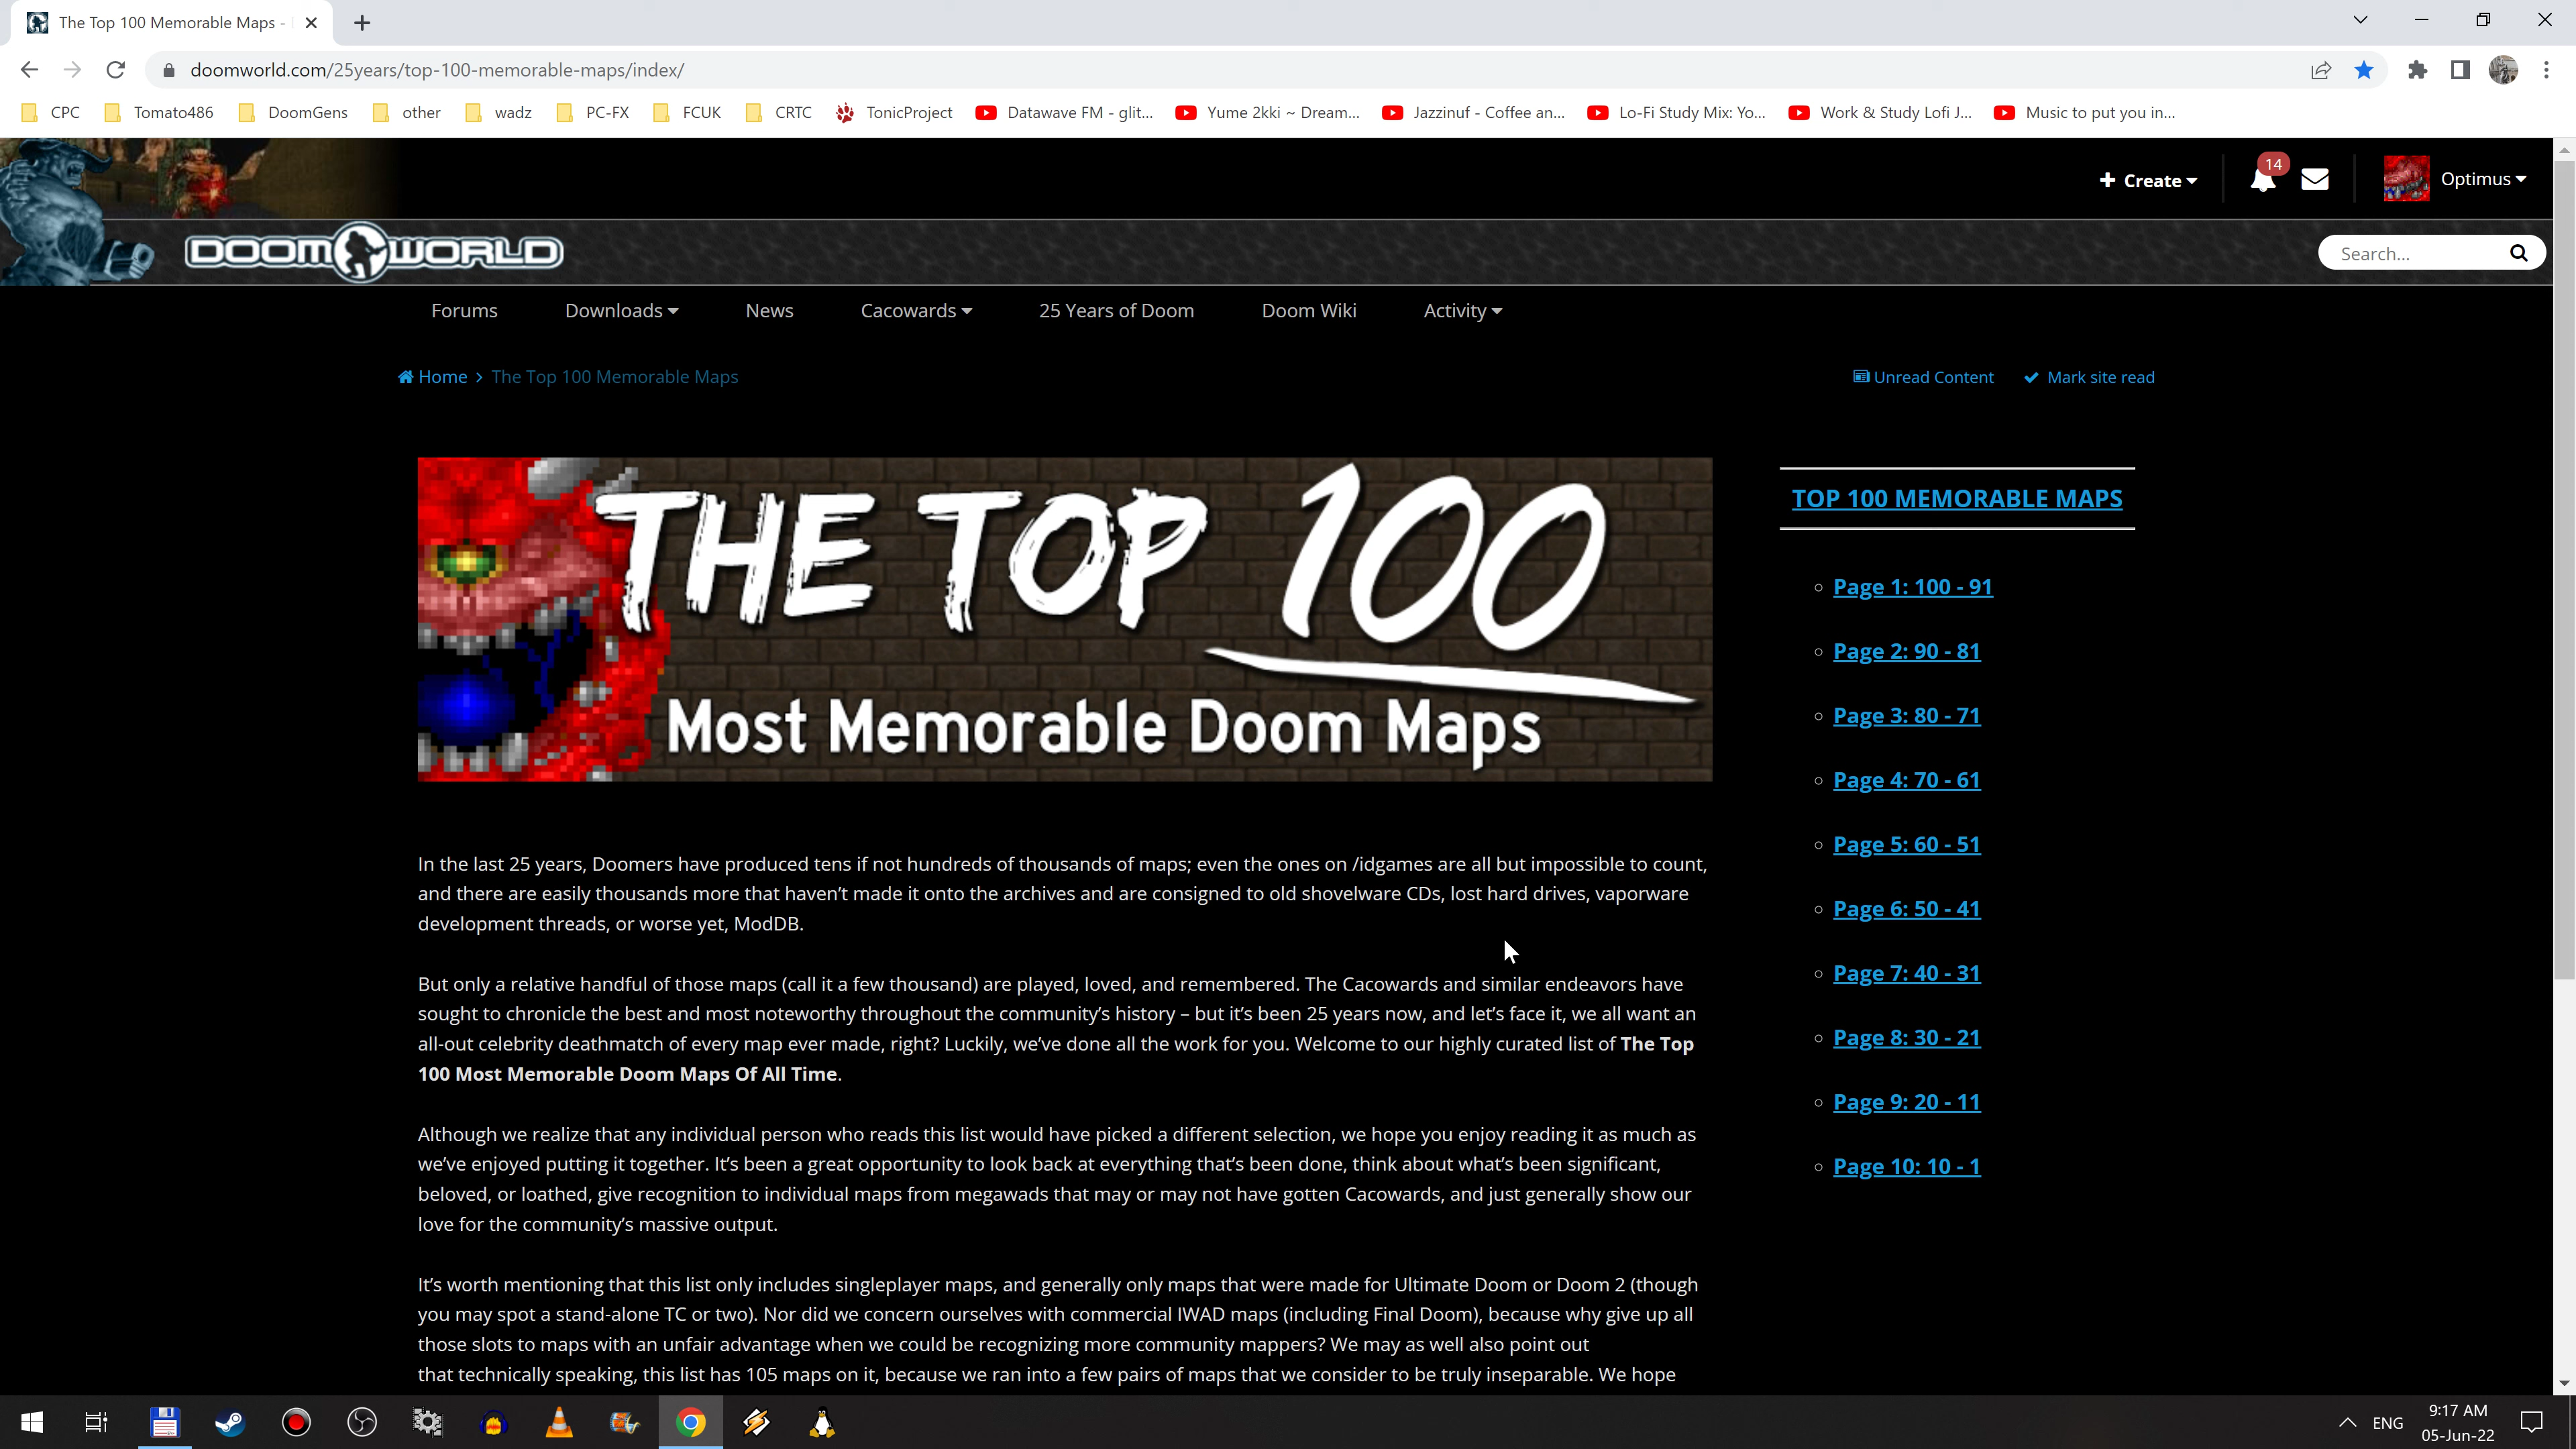 The Top 100 Memorable Maps -
doomworld.com/25years/top-100-memorable-maps/index/
CPC Tomato486 DoomGens other wadz PC-FX FCUK CRTC TonicProject Datawave FM - glit... Yume 2kki ~ Dream... Jazzinuf - Coffee an... Lo-Fi Study Mix: Yo... Work & Study Lofi J... Music to put you in...
Create 14 Optimus
DOOMWORLD
Search...
Forums Downloads News Cacowards 25 Years of Doom Doom Wiki Activity
Home > The Top 100 Memorable Maps
Unread Content Mark site read
THE TOP 100
Most Memorable Doom Maps
In the last 25 years, Doomers have produced tens if not hundreds of thousands of maps; even the ones on /idgames are all but impossible to count,
and there are easily thousands more that haven’t made it onto the archives and are consigned to old shovelware CDs, lost hard drives, vaporware
development threads, or worse yet, ModDB.
But only a relative handful of those maps (call it a few thousand) are played, loved, and remembered. The Cacowards and similar endeavors have
sought to chronicle the best and most noteworthy throughout the community’s history – but it’s been 25 years now, and let’s face it, we all want an
all-out celebrity deathmatch of every map ever made, right? Luckily, we’ve done all the work for you. Welcome to our highly curated list of The Top
100 Most Memorable Doom Maps Of All Time.
Although we realize that any individual person who reads this list would have picked a different selection, we hope you enjoy reading it as much as
we’ve enjoyed putting it together. It’s been a great opportunity to look back at everything that’s been done, think about what’s been significant,
beloved, or loathed, give recognition to individual maps from megawads that may or may not have gotten Cacowards, and just generally show our
love for the community’s massive output.
It’s worth mentioning that this list only includes singleplayer maps, and generally only maps that were made for Ultimate Doom or Doom 2 (though
you may spot a stand-alone TC or two). Nor did we concern ourselves with commercial IWAD maps (including Final Doom), because why give up all
those slots to maps with an unfair advantage when we could be recognizing more community mappers? We may as well also point out
that technically speaking, this list has 105 maps on it, because we ran into a few pairs of maps that we consider to be truly inseparable. We hope
TOP 100 MEMORABLE MAPS
Page 1: 100 - 91
Page 2: 90 - 81
Page 3: 80 - 71
Page 4: 70 - 61
Page 5: 60 - 51
Page 6: 50 - 41
Page 7: 40 - 31
Page 8: 30 - 21
Page 9: 20 - 11
Page 10: 10 - 1
ENG
9:17 AM
05-Jun-22